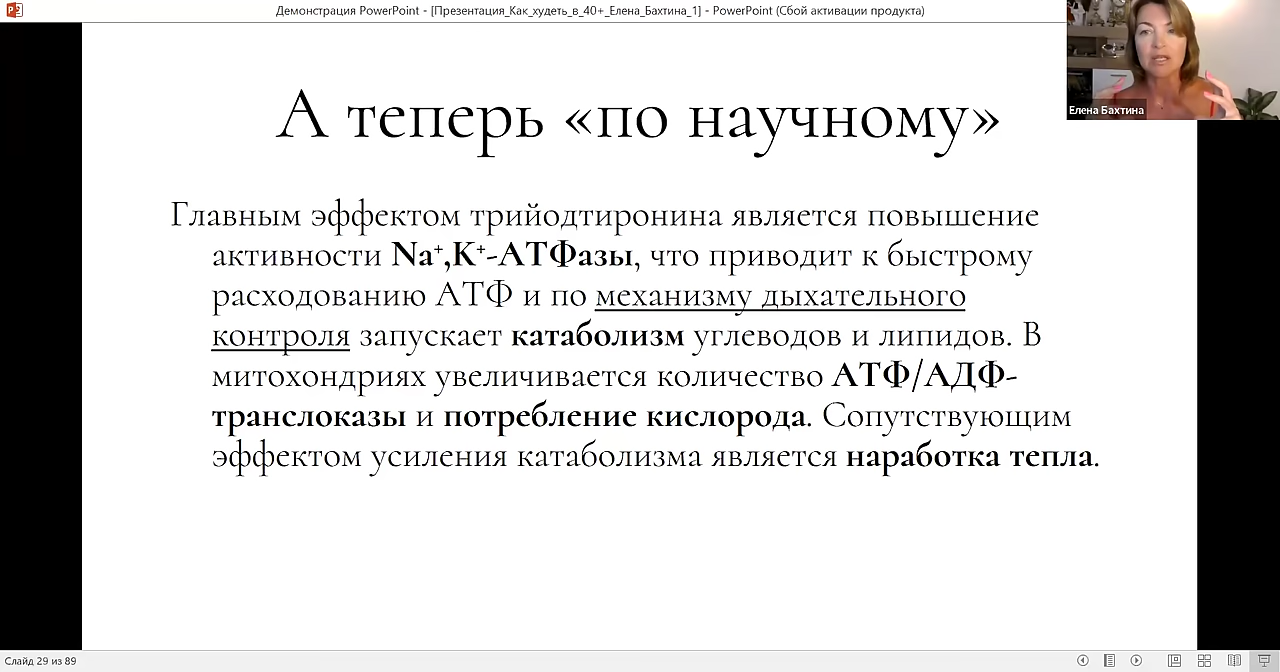 Демонстрация PowerPoint - [Презентация_Как_худеть_в_40+_Елена_Бахтина_1] - PowerPoint (Сбой активации продукта)
Елена Бахтина
А теперь «по научному»
Главным эффектом трийодтиронина является повышение
активности Na⁺,K⁺-АТФазы, что приводит к быстрому
расходованию АТФ и по механизму дыхательного
контроля запускает катаболизм углеводов и липидов. В
митохондриях увеличивается количество АТФ/АДФ-
транслоказы и потребление кислорода. Сопутствующим
эффектом усиления катаболизма является наработка тепла.
Слайд 29 из 89